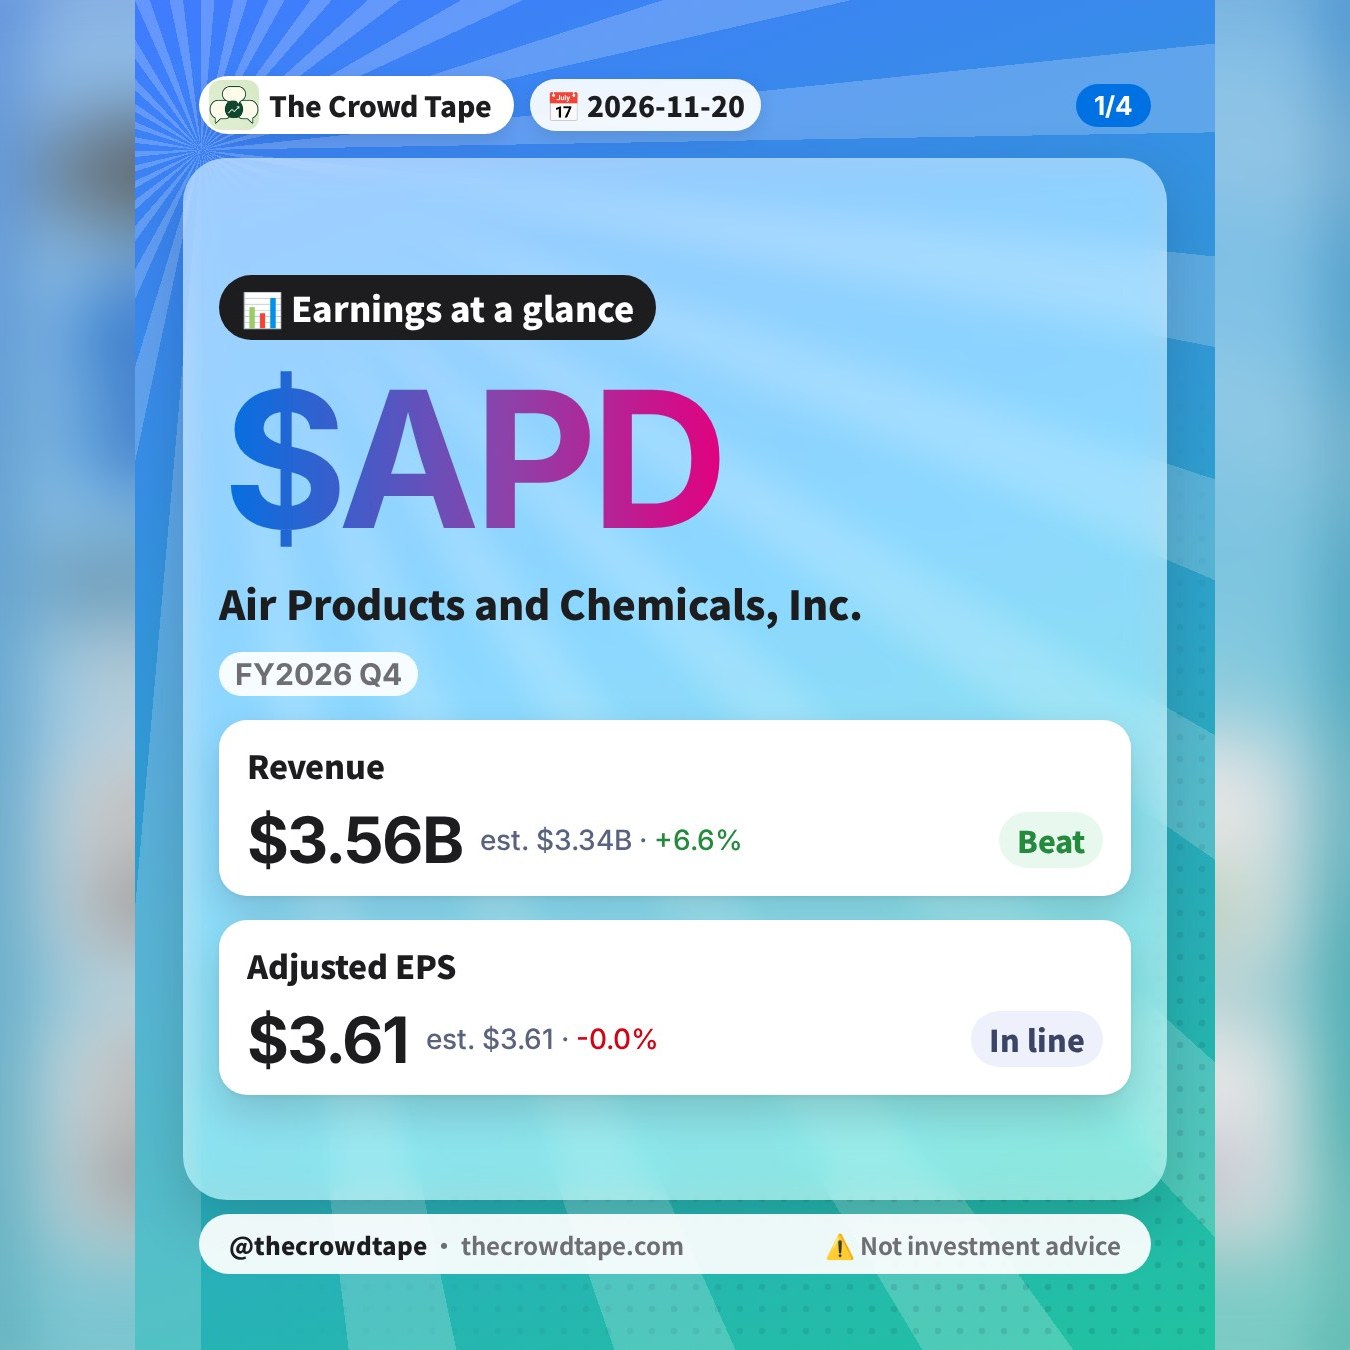 The Crowd Tape
July 17 2026-11-20
1/4
Earnings at a glance
$APD
Air Products and Chemicals, Inc.
FY2026 Q4
Revenue
$3.56B est. $3.34B · +6.6% Beat
Adjusted EPS
$3.61 est. $3.61 · -0.0% In line
@thecrowdtape • thecrowdtape.com ⚠️ Not investment advice